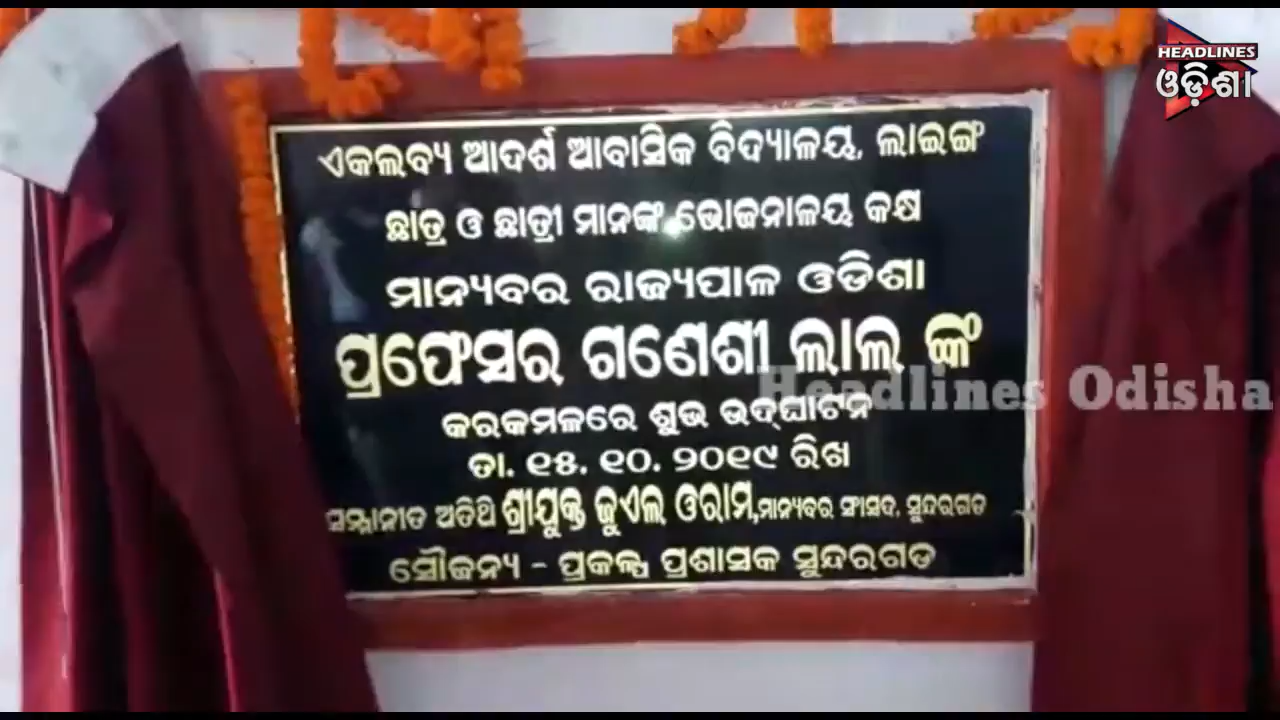 HEADLINES
ଓଡ଼ିଶା
ଏକଲବ୍ୟ ଆଦର୍ଶ ଆବାସିକ ବିଦ୍ୟାଳୟ, ଲାଇଙ୍ଗ
ଛାତ୍ର ଓ ଛାତ୍ରୀ ମାନଙ୍କ ଭୋଜନାଳୟ କକ୍ଷ
ମାନ୍ୟବର ରାଜ୍ୟପାଳ ଓଡିଶା
ପ୍ରଫେସର ଗଣେଶୀ ଲାଲ ଙ୍କ
Headlines Odisha
କରକମଳରେ ଶୁଭ ଉଦ୍‌ଘାଟନ
ତା. ୧୫. ୧୦. ୨୦୧୯ ରିଖ
ସମ୍ମାନୀତ ଅତିଥି ଶ୍ରୀଯୁକ୍ତ ଜୁଏଲ ଓରାମ,ମାନ୍ୟବର ସାଂସଦ, ସୁନ୍ଦରଗଡ
ସୌଜନ୍ୟ - ପ୍ରକଳ୍ପ ପ୍ରଶାସକ ସୁନ୍ଦରଗଡ